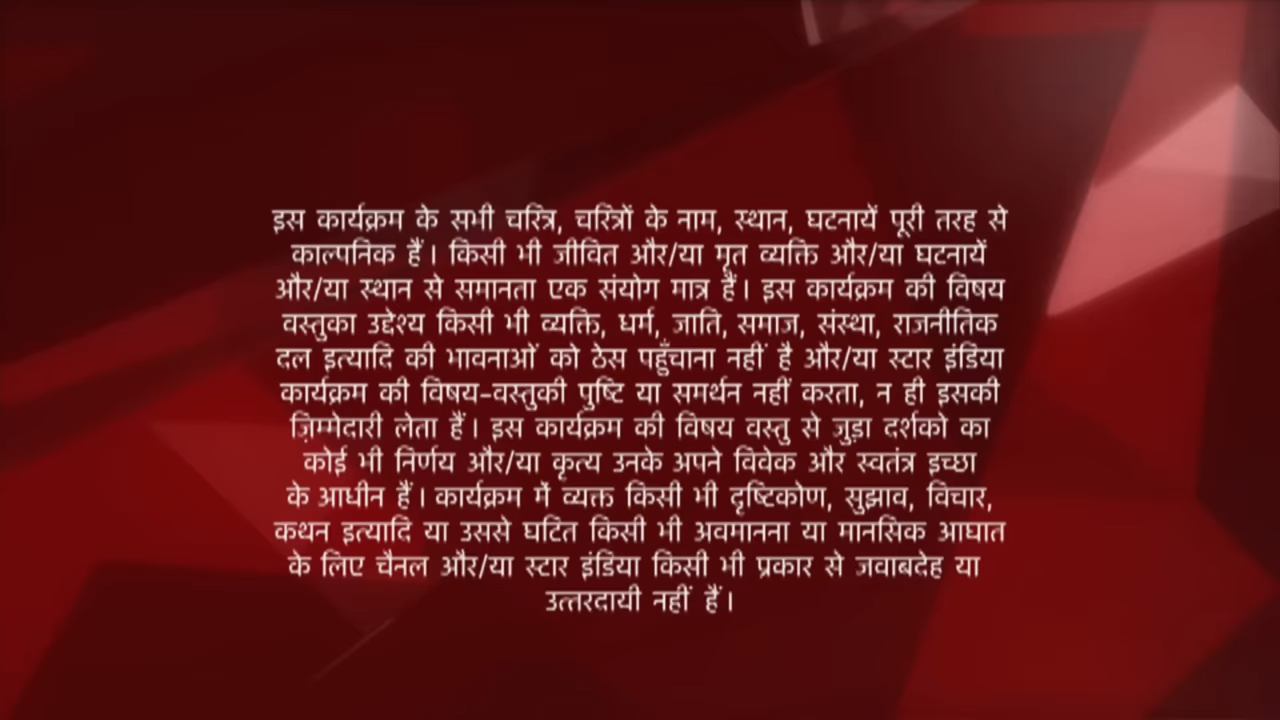 इस कार्यक्रम के सभी चरित्र, चरित्रों के नाम, स्थान, घटनायें पूरी तरह से
काल्पनिक हैं। किसी भी जीवित और/या मृत व्यक्ति और/या घटनायें
और/या स्थान से समानता एक संयोग मात्र हैं। इस कार्यक्रम की विषय
वस्तुका उद्देश्य किसी भी व्यक्ति, धर्म, जाति, समाज, संस्था, राजनीतिक
दल इत्यादि की भावनाओं को ठेस पहुँचाना नहीं है और/या स्टार इंडिया
कार्यक्रम की विषय-वस्तुकी पुष्टि या समर्थन नहीं करता, न ही इसकी
ज़िम्मेदारी लेता हैं। इस कार्यक्रम की विषय वस्तु से जुड़ा दर्शको का
कोई भी निर्णय और/या कृत्य उनके अपने विवेक और स्वतंत्र इच्छा
के आधीन हैं। कार्यक्रम में व्यक्त किसी भी दृष्टिकोण, सुझाव, विचार,
कथन इत्यादि या उससे घटित किसी भी अवमानना या मानसिक आघात
के लिए चैनल और/या स्टार इंडिया किसी भी प्रकार से जवाबदेह या
उत्तरदायी नहीं हैं।